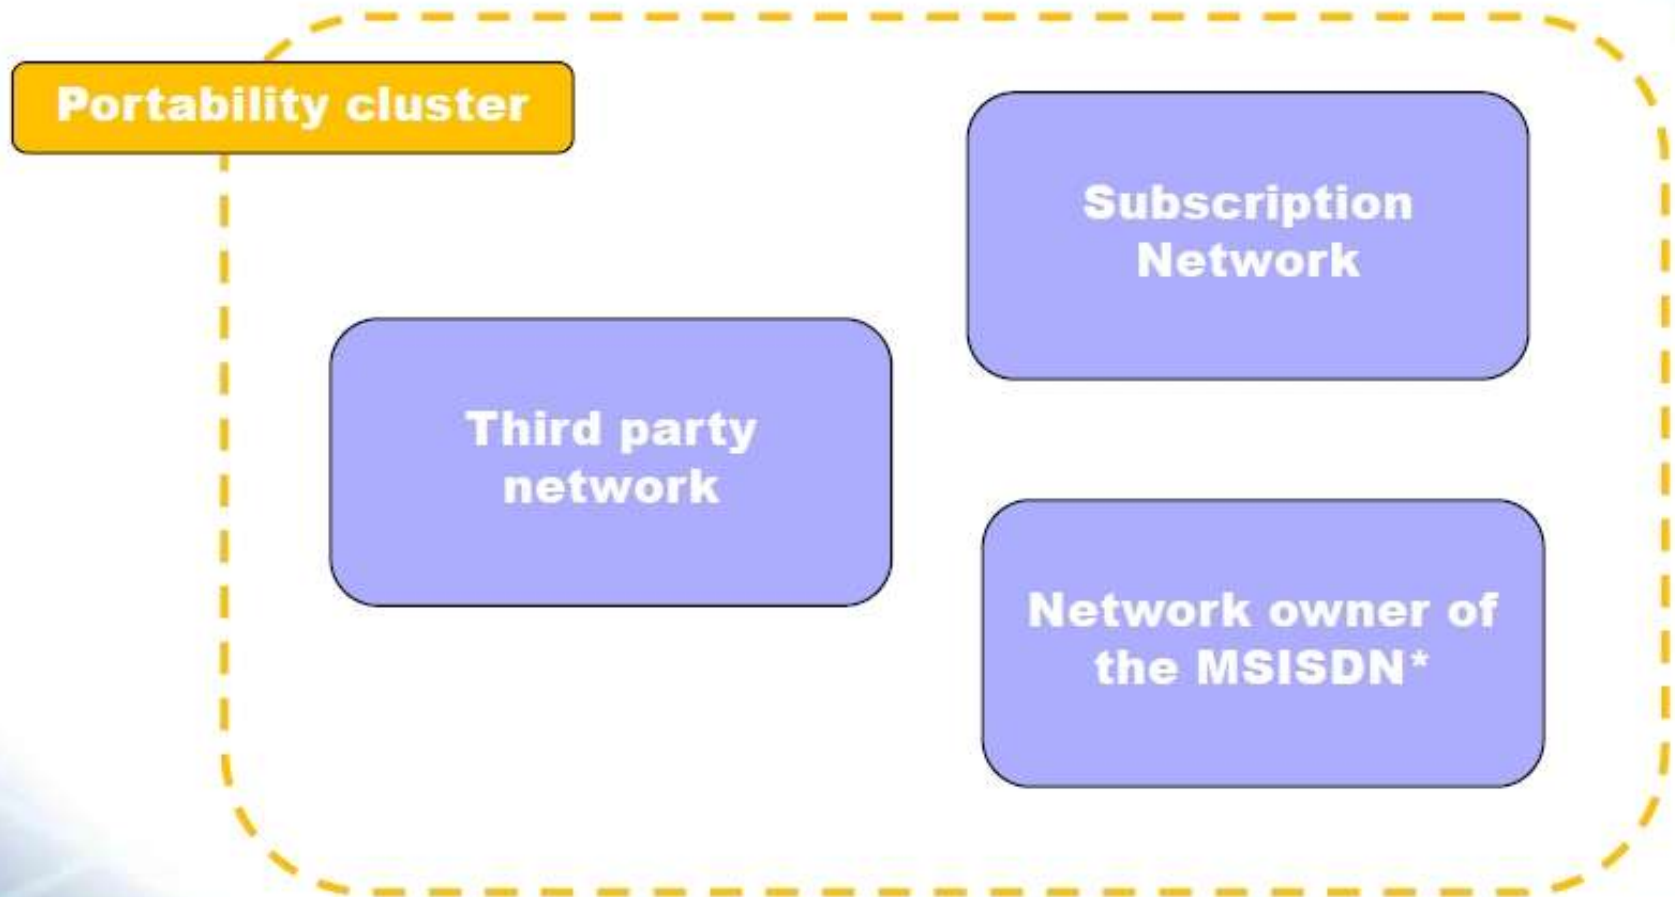 Portability cluster
Subscription
Network
Third party
network
Network owner of
the MSISDN*